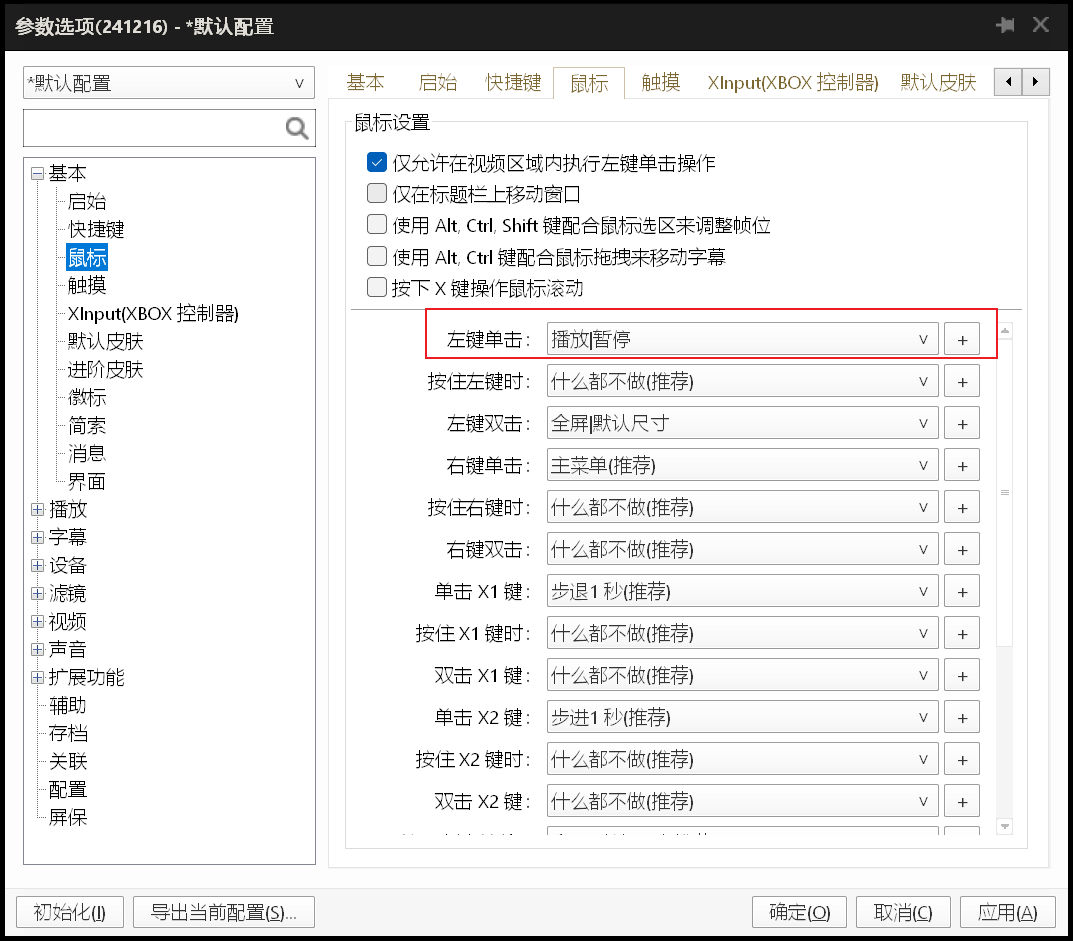 参数选项(241216) - *默认配置
*默认配置
基本
启始
快捷键
鼠标
触摸
XInput(XBOX 控制器)
默认皮肤
进阶皮肤
徽标
简索
消息
界面
播放
字幕
设备
滤镜
视频
声音
扩展功能
辅助
存档
关联
配置
屏保
基本 启始 快捷键 鼠标 触摸 XInput(XBOX 控制器) 默认皮肤
鼠标设置
仅允许在视频区域内执行左键单击操作
仅在标题栏上移动窗口
使用 Alt, Ctrl, Shift 键配合鼠标选区来调整帧位
使用 Alt, Ctrl 键配合鼠标拖拽来移动字幕
按下 X 键操作鼠标滚动
左键单击: 播放|暂停 +
按住左键时: 什么都不做(推荐) +
左键双击: 全屏|默认尺寸 +
右键单击: 主菜单(推荐) +
按住右键时: 什么都不做(推荐) +
右键双击: 什么都不做(推荐) +
单击 X1 键: 步退1 秒(推荐) +
按住 X1 键时: 什么都不做(推荐) +
双击 X1 键: 什么都不做(推荐) +
单击 X2 键: 步进1 秒(推荐) +
按住 X2 键时: 什么都不做(推荐) +
双击 X2 键: 什么都不做(推荐) +
初始化(I) 导出当前配置(S)... 确定(O) 取消(C) 应用(A)